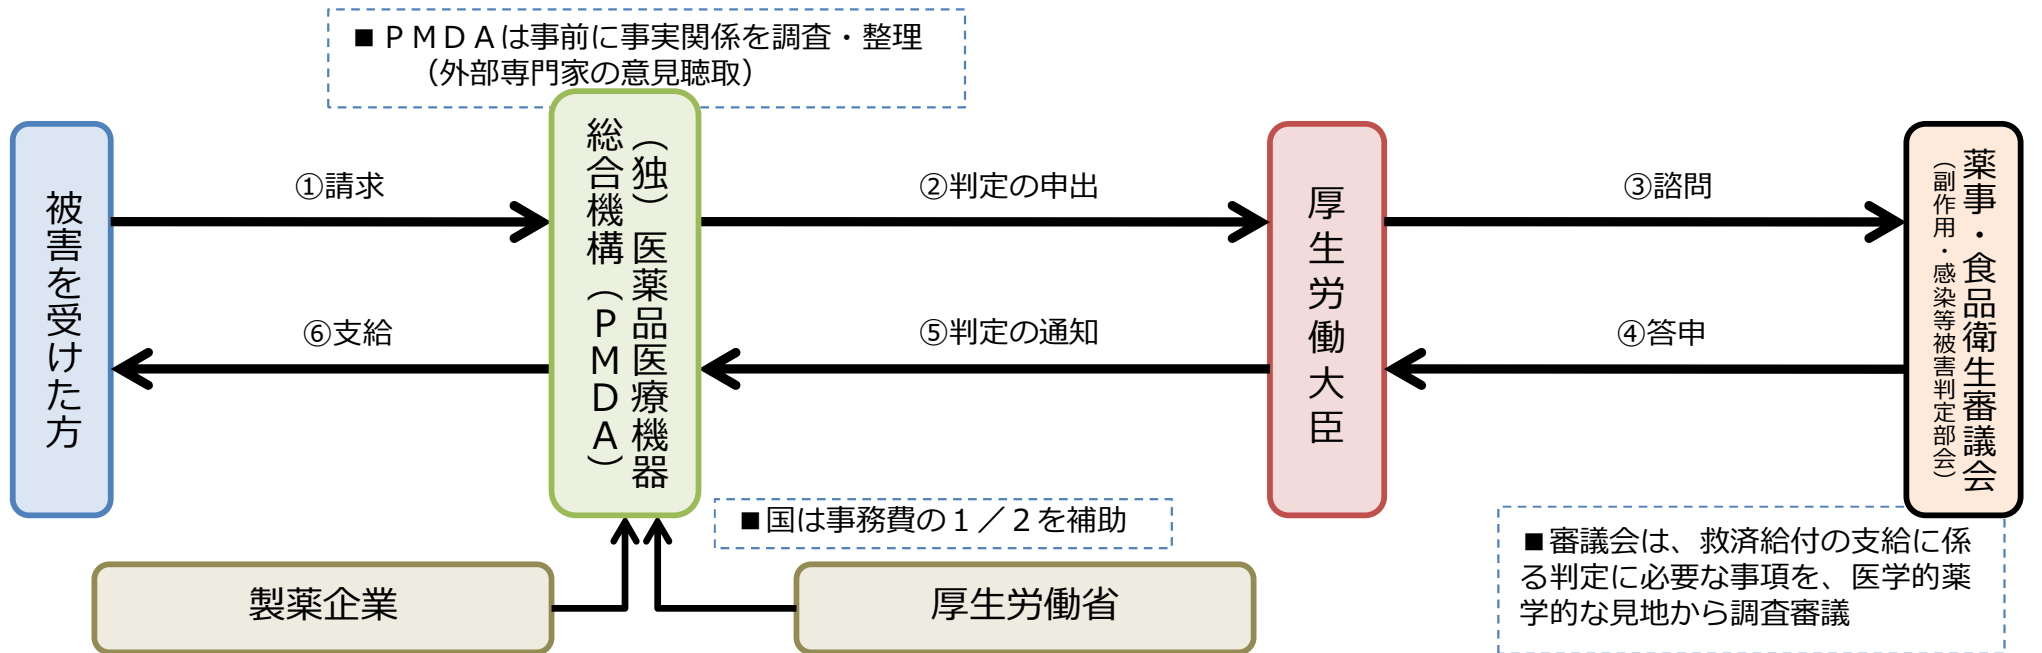 ■ＰＭＤＡは事前に事実関係を調査・整理
（外部専門家の意見聴取）
被害を受けた方
①請求
⑥支給
（独）医薬品医療機器
総合機構（ＰＭＤＡ）
②判定の申出
⑤判定の通知
厚生労働大臣
③諮問
④答申
薬事・食品衛生審議会
（副作用・感染等被害判定部会）
■国は事務費の１／２を補助
製薬企業
厚生労働省
■審議会は、救済給付の支給に係
る判定に必要な事項を、医学的薬
学的な見地から調査審議